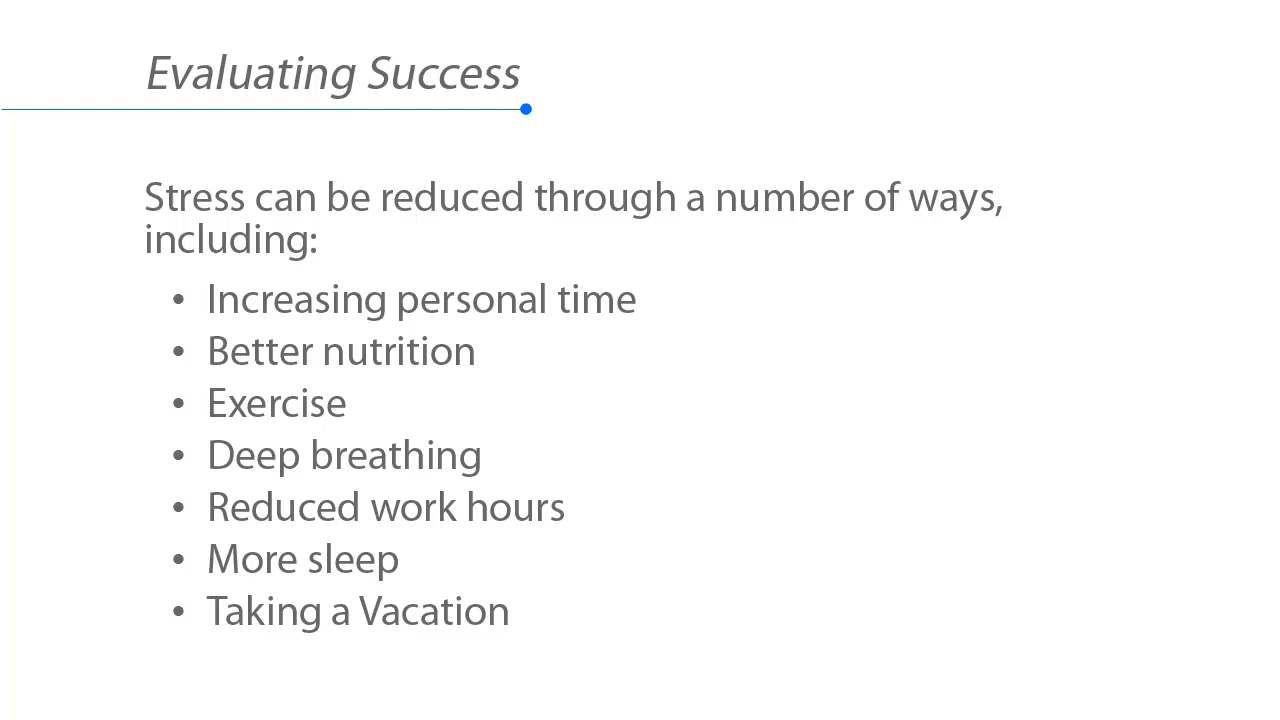 Evaluating Success
Stress can be reduced through a number of ways,
including:
• Increasing personal time
• Better nutrition
• Exercise
• Deep breathing
• Reduced work hours
• More sleep
• Taking a Vacation